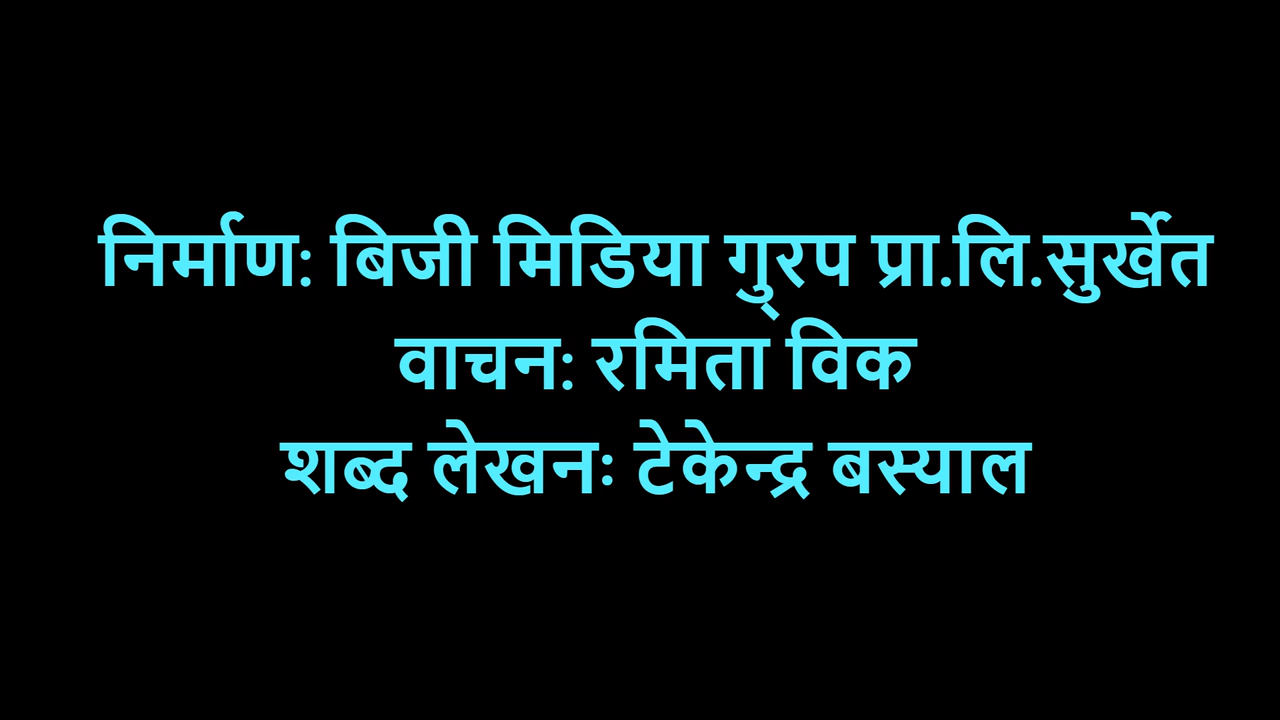 निर्माण: बिजी मिडिया गु्रप प्रा.लि.सुर्खेत
वाचन: रमिता विक
शब्द लेखनः टेकेन्द्र बस्याल